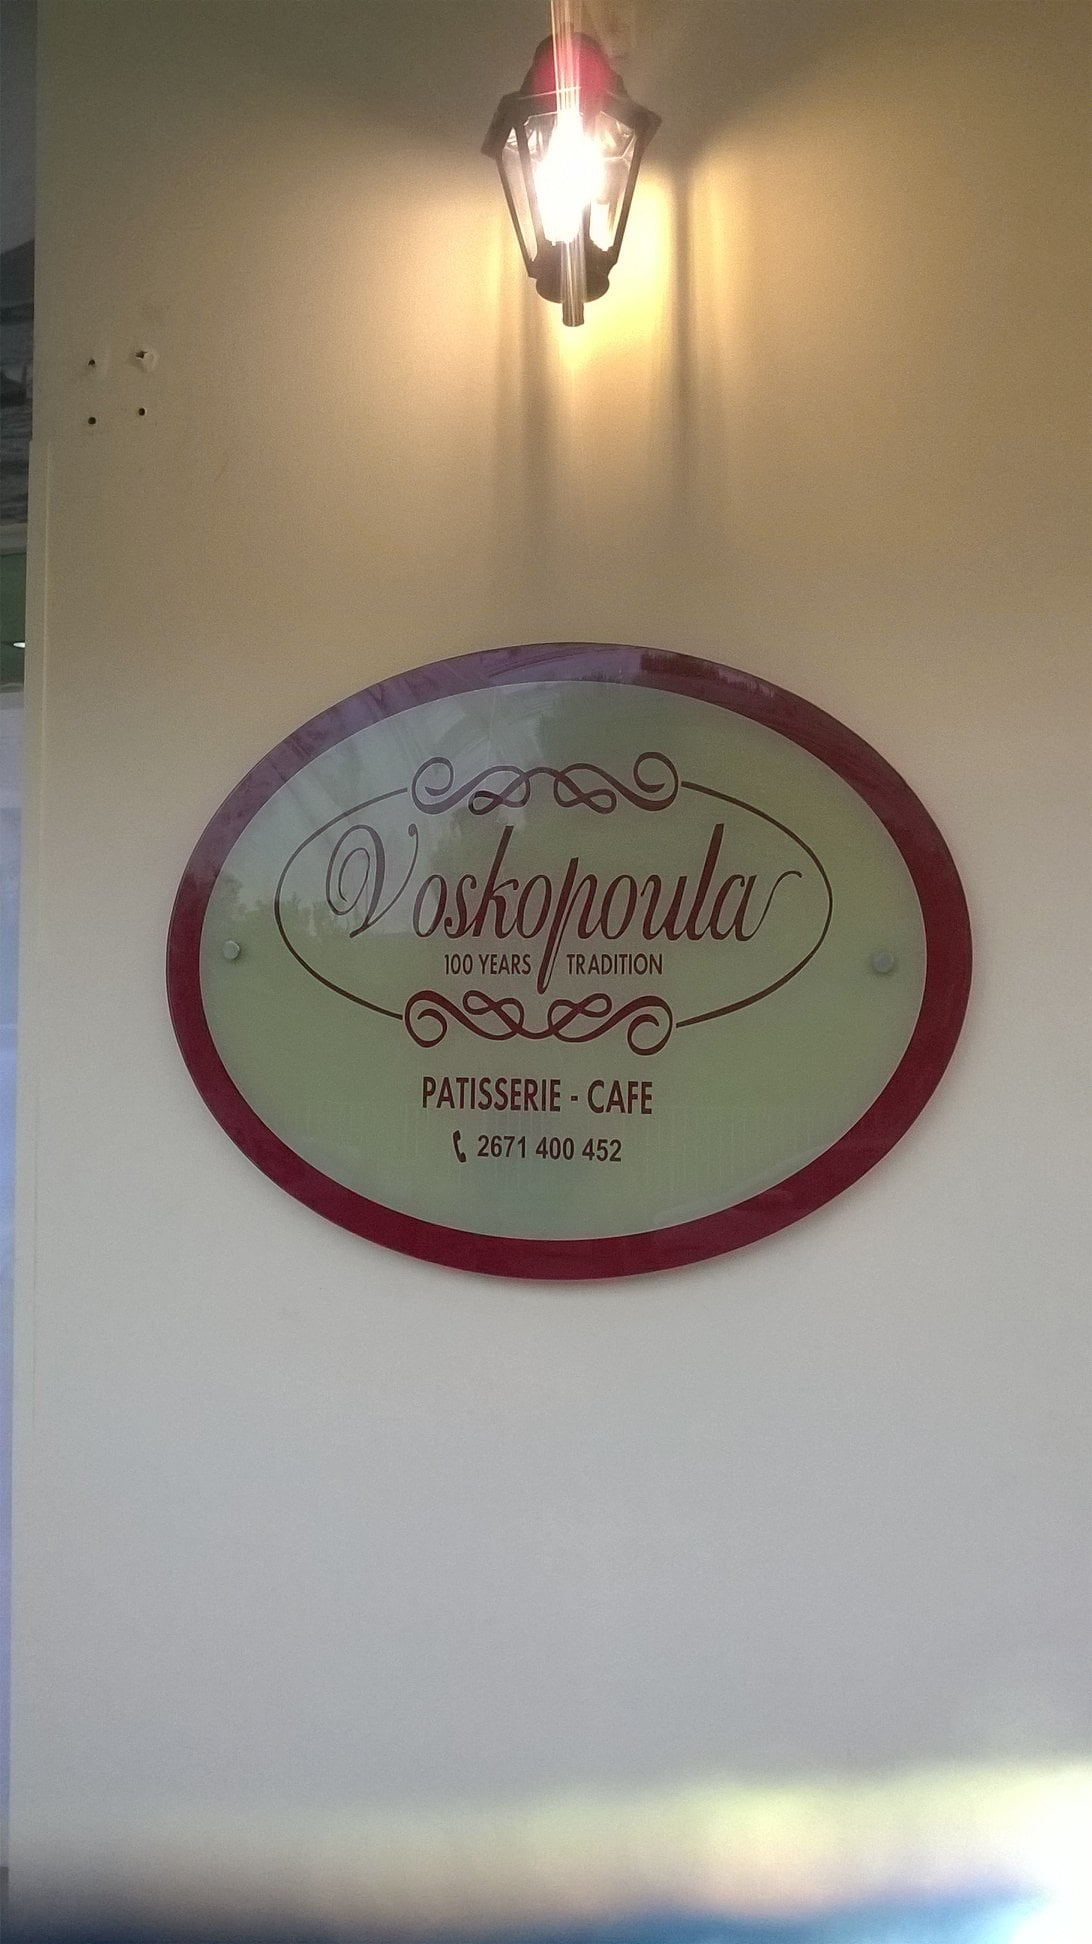 Voskopoula
100 YEARS TRADITION
PATISSERIE - CAFE
2671 400 452